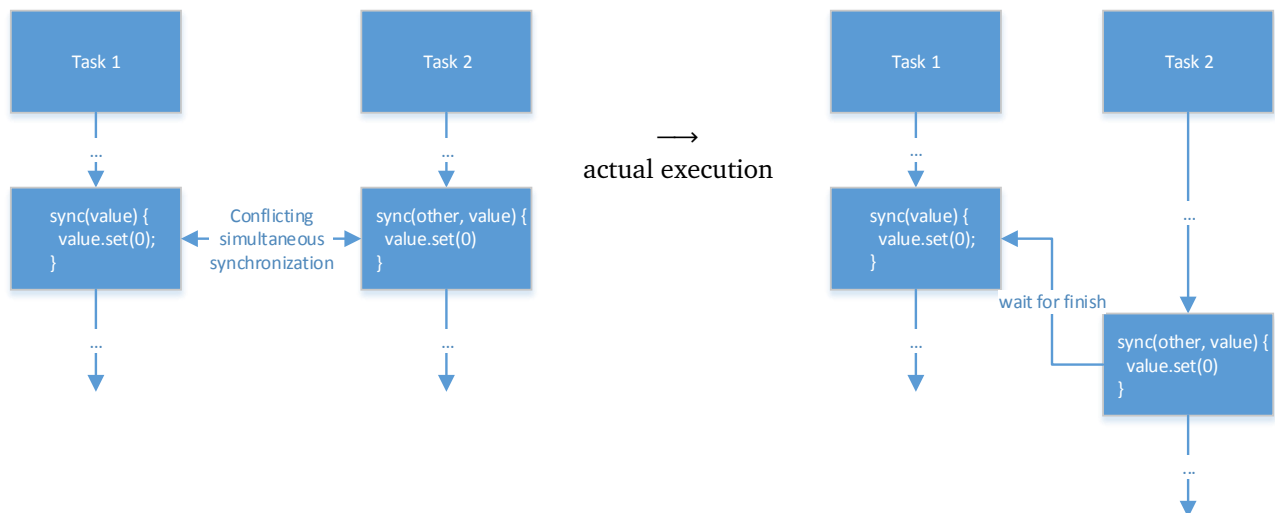 Task 1
Task 2
...
...
sync(value) {
value.set(0);
}
Conflicting
simultaneous
synchronization
sync(other, value) {
value.set(0)
}
...
...
⟶
actual execution
Task 1
Task 2
...
...
sync(value) {
value.set(0);
}
wait for finish
sync(other, value) {
value.set(0)
}
...
...